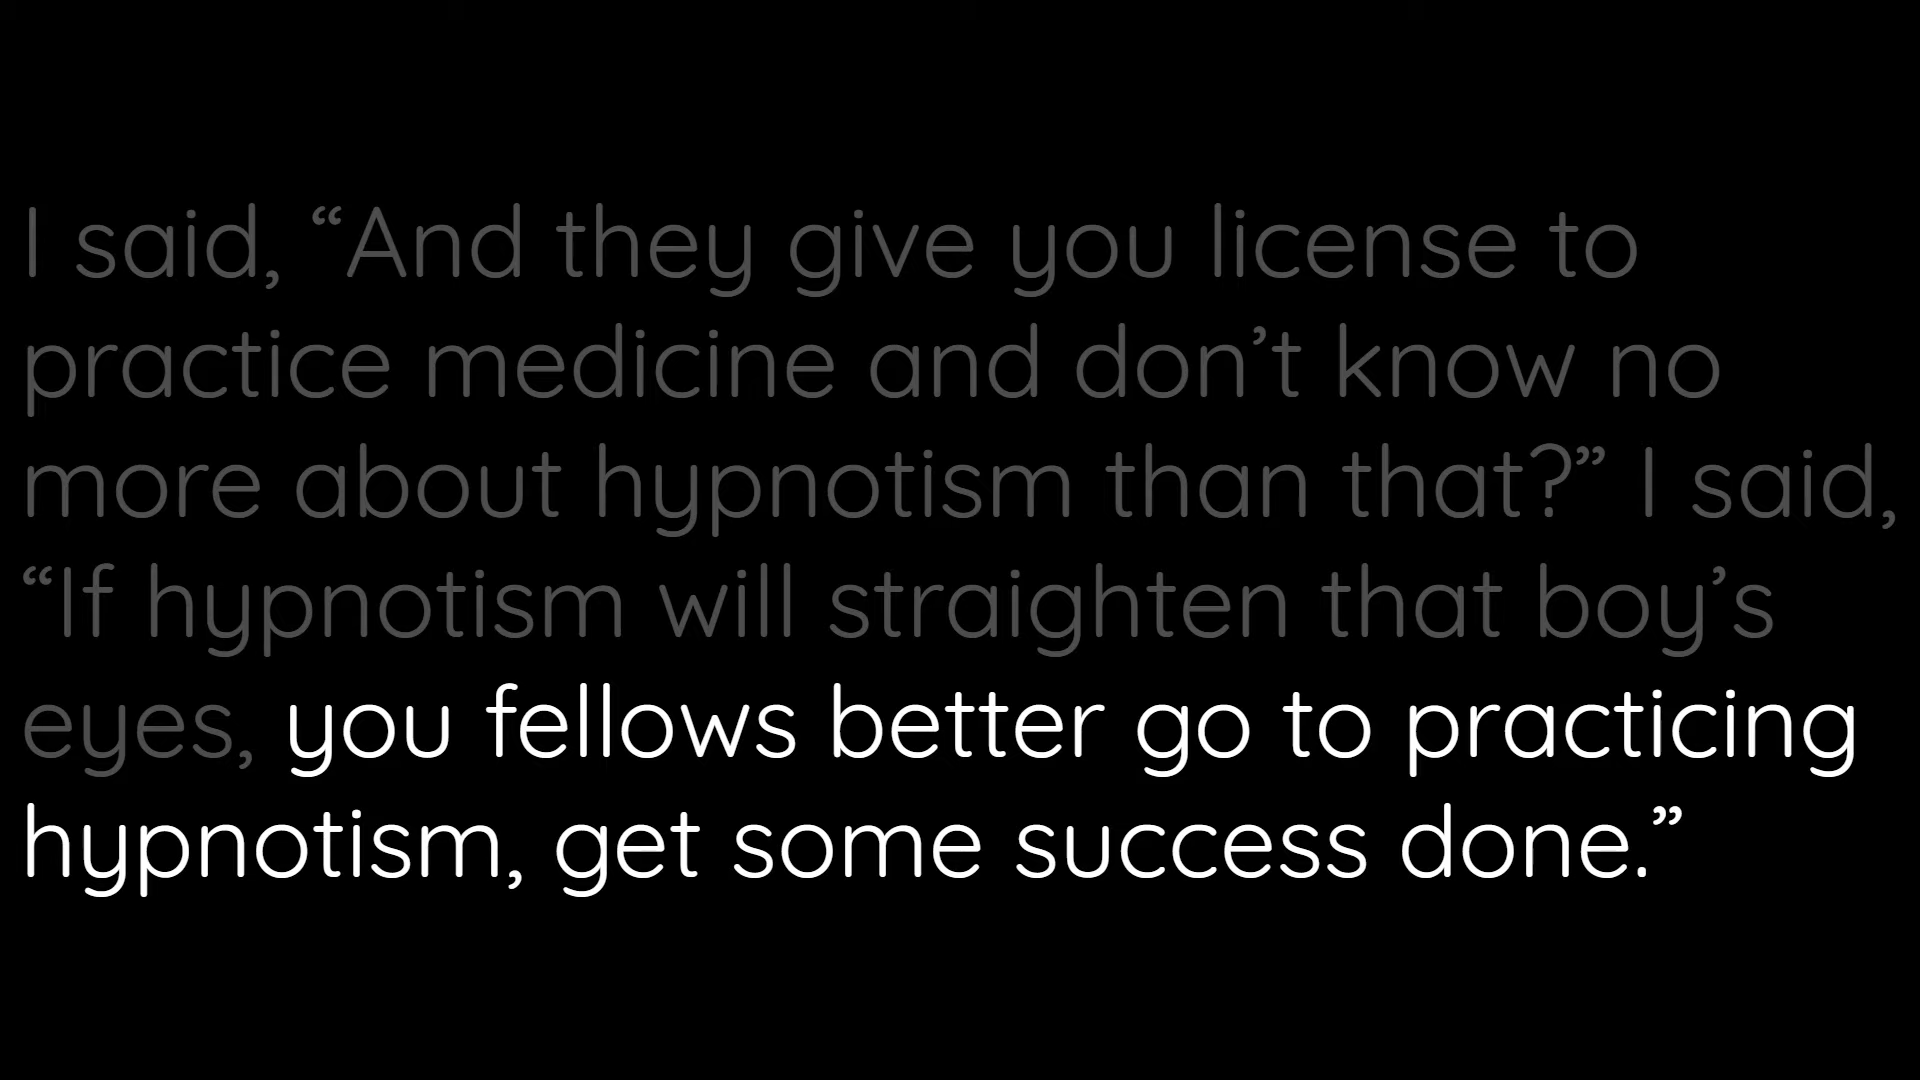 I said, “And they give you license to
practice medicine and don’t know no
more about hypnotism than that?” I said,
“If hypnotism will straighten that boy’s
eyes, you fellows better go to practicing
hypnotism, get some success done.”